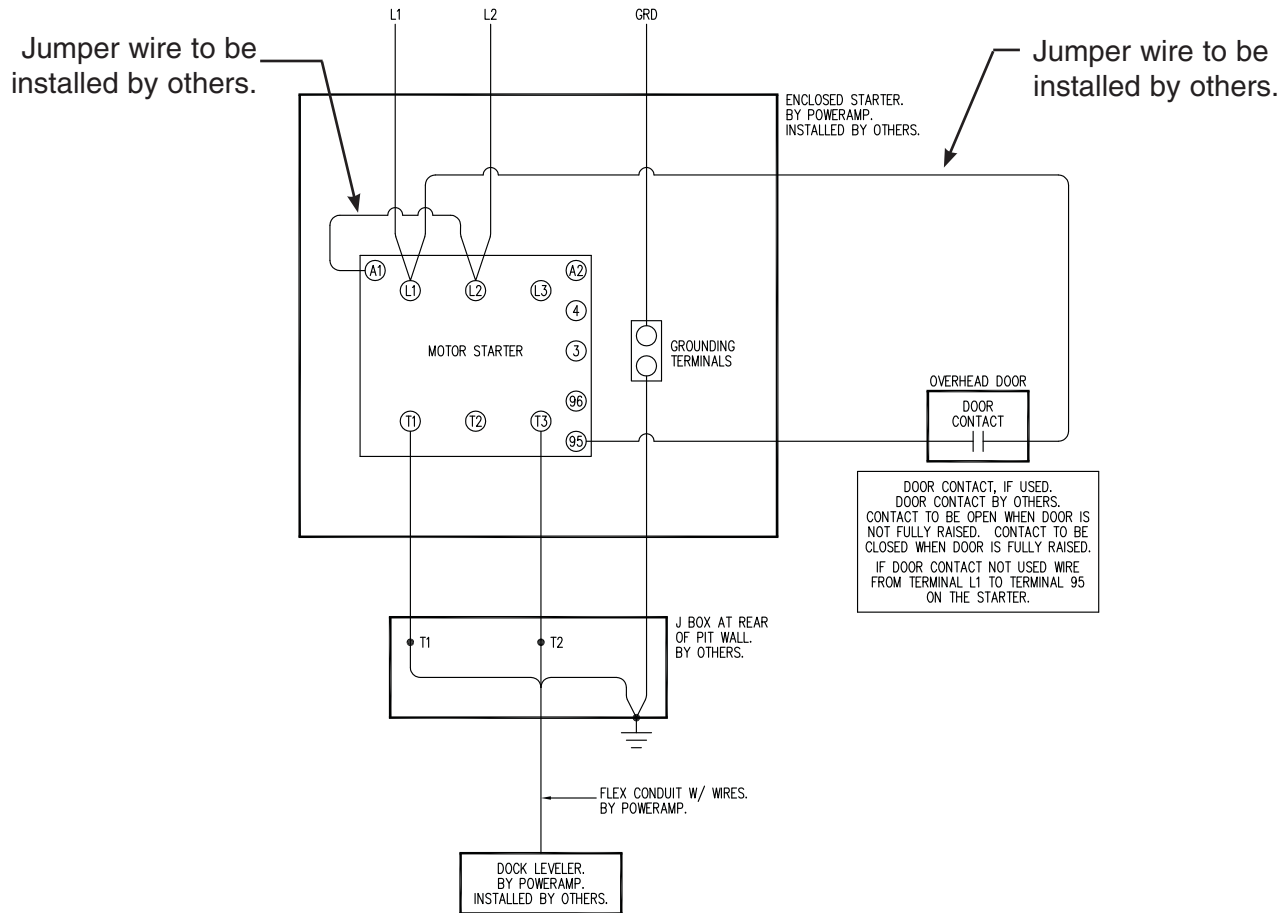 L1
L2
GRD
Jumper wire to be
installed by others.
Jumper wire to be
installed by others.
ENCLOSED STARTER.
BY POWERAMP.
INSTALLED BY OTHERS.
A1
L1
L2
L3
A2
4
3
MOTOR STARTER
GROUNDING
TERMINALS
96
T1
T2
T3
95
OVERHEAD DOOR
DOOR
CONTACT
DOOR CONTACT, IF USED.
DOOR CONTACT BY OTHERS.
CONTACT TO BE OPEN WHEN DOOR IS
NOT FULLY RAISED. CONTACT TO BE
CLOSED WHEN DOOR IS FULLY RAISED.
IF DOOR CONTACT NOT USED WIRE
FROM TERMINAL L1 TO TERMINAL 95
ON THE STARTER.
J BOX AT REAR
OF PIT WALL.
BY OTHERS.
T1
T2
FLEX CONDUIT W/ WIRES.
BY POWERAMP.
DOCK LEVELER.
BY POWERAMP.
INSTALLED BY OTHERS.